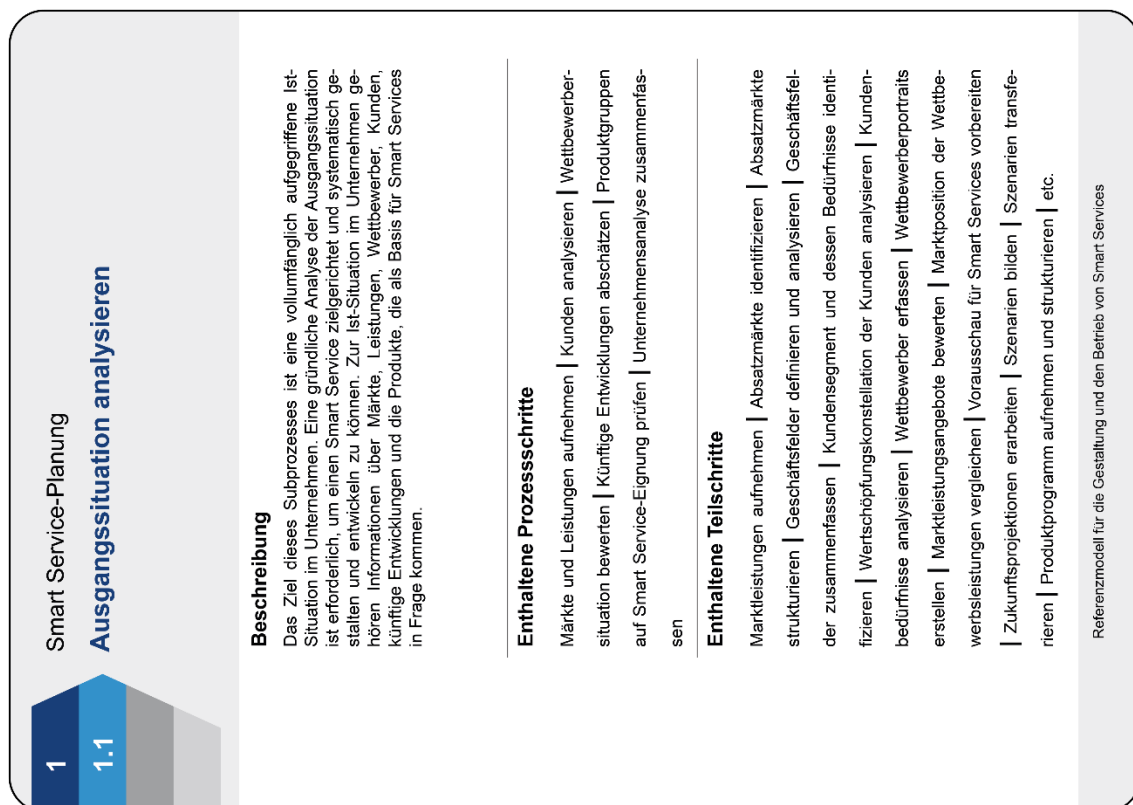 1
Smart Service-Planung
1.1
Ausgangssituation analysieren
Beschreibung
Das Ziel dieses Subprozesses ist eine vollumfänglich aufgegriffene Ist-
Situation im Unternehmen. Eine gründliche Analyse der Ausgangssituation
ist erforderlich, um einen Smart Service zielgerichtet und systematisch ge-
stalten und entwickeln zu können. Zur Ist-Situation im Unternehmen ge-
hören Informationen über Märkte, Leistungen, Wettbewerber, Kunden,
künftige Entwicklungen und die Produkte, die als Basis für Smart Services
in Frage kommen.
Enthaltene Prozessschritte
Märkte und Leistungen aufnehmen | Kunden analysieren | Wettbewerber-
situation bewerten | Künftige Entwicklungen abschätzen | Produktgruppen
auf Smart Service-Eignung prüfen | Unternehmensanalyse zusammenfas-
sen
Enthaltene Teilschritte
Marktleistungen aufnehmen | Absatzmärkte identifizieren | Absatzmärkte
strukturieren | Geschäftsfelder definieren und analysieren | Geschäftsfel-
der zusammenfassen | Kundensegment und dessen Bedürfnisse identi-
fizieren | Wertschöpfungskonstellation der Kunden analysieren | Kunden-
bedürfnisse analysieren | Wettbewerber erfassen | Wettbewerberportraits
erstellen | Marktleistungsangebote bewerten | Marktposition der Wettbe-
werbsleistungen vergleichen | Vorausschau für Smart Services vorbereiten
| Zukunftsprojektionen erarbeiten | Szenarien bilden | Szenarien transfe-
rieren | Produktprogramm aufnehmen und strukturieren | etc.
Referenzmodell für die Gestaltung und den Betrieb von Smart Services